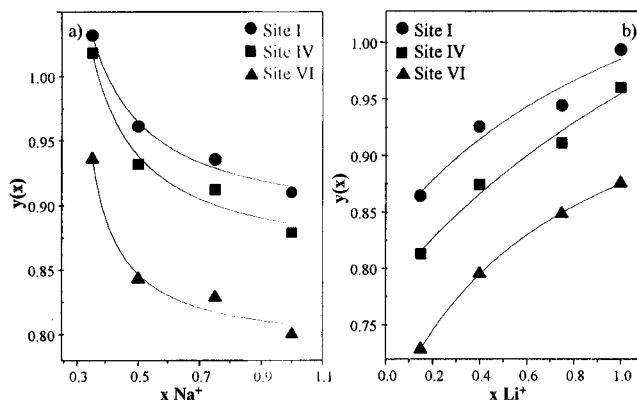 a)
Site I
Site IV
Site VI
y(x)
1.00
0.95
0.90
0.85
0.80
0.3 0.5 0.7 0.9 1.1
x Na⁺
b)
Site I
Site IV
Site VI
y(x)
1.00
0.95
0.90
0.85
0.80
0.75
0.0 0.2 0.4 0.6 0.8 1.0
x Li⁺